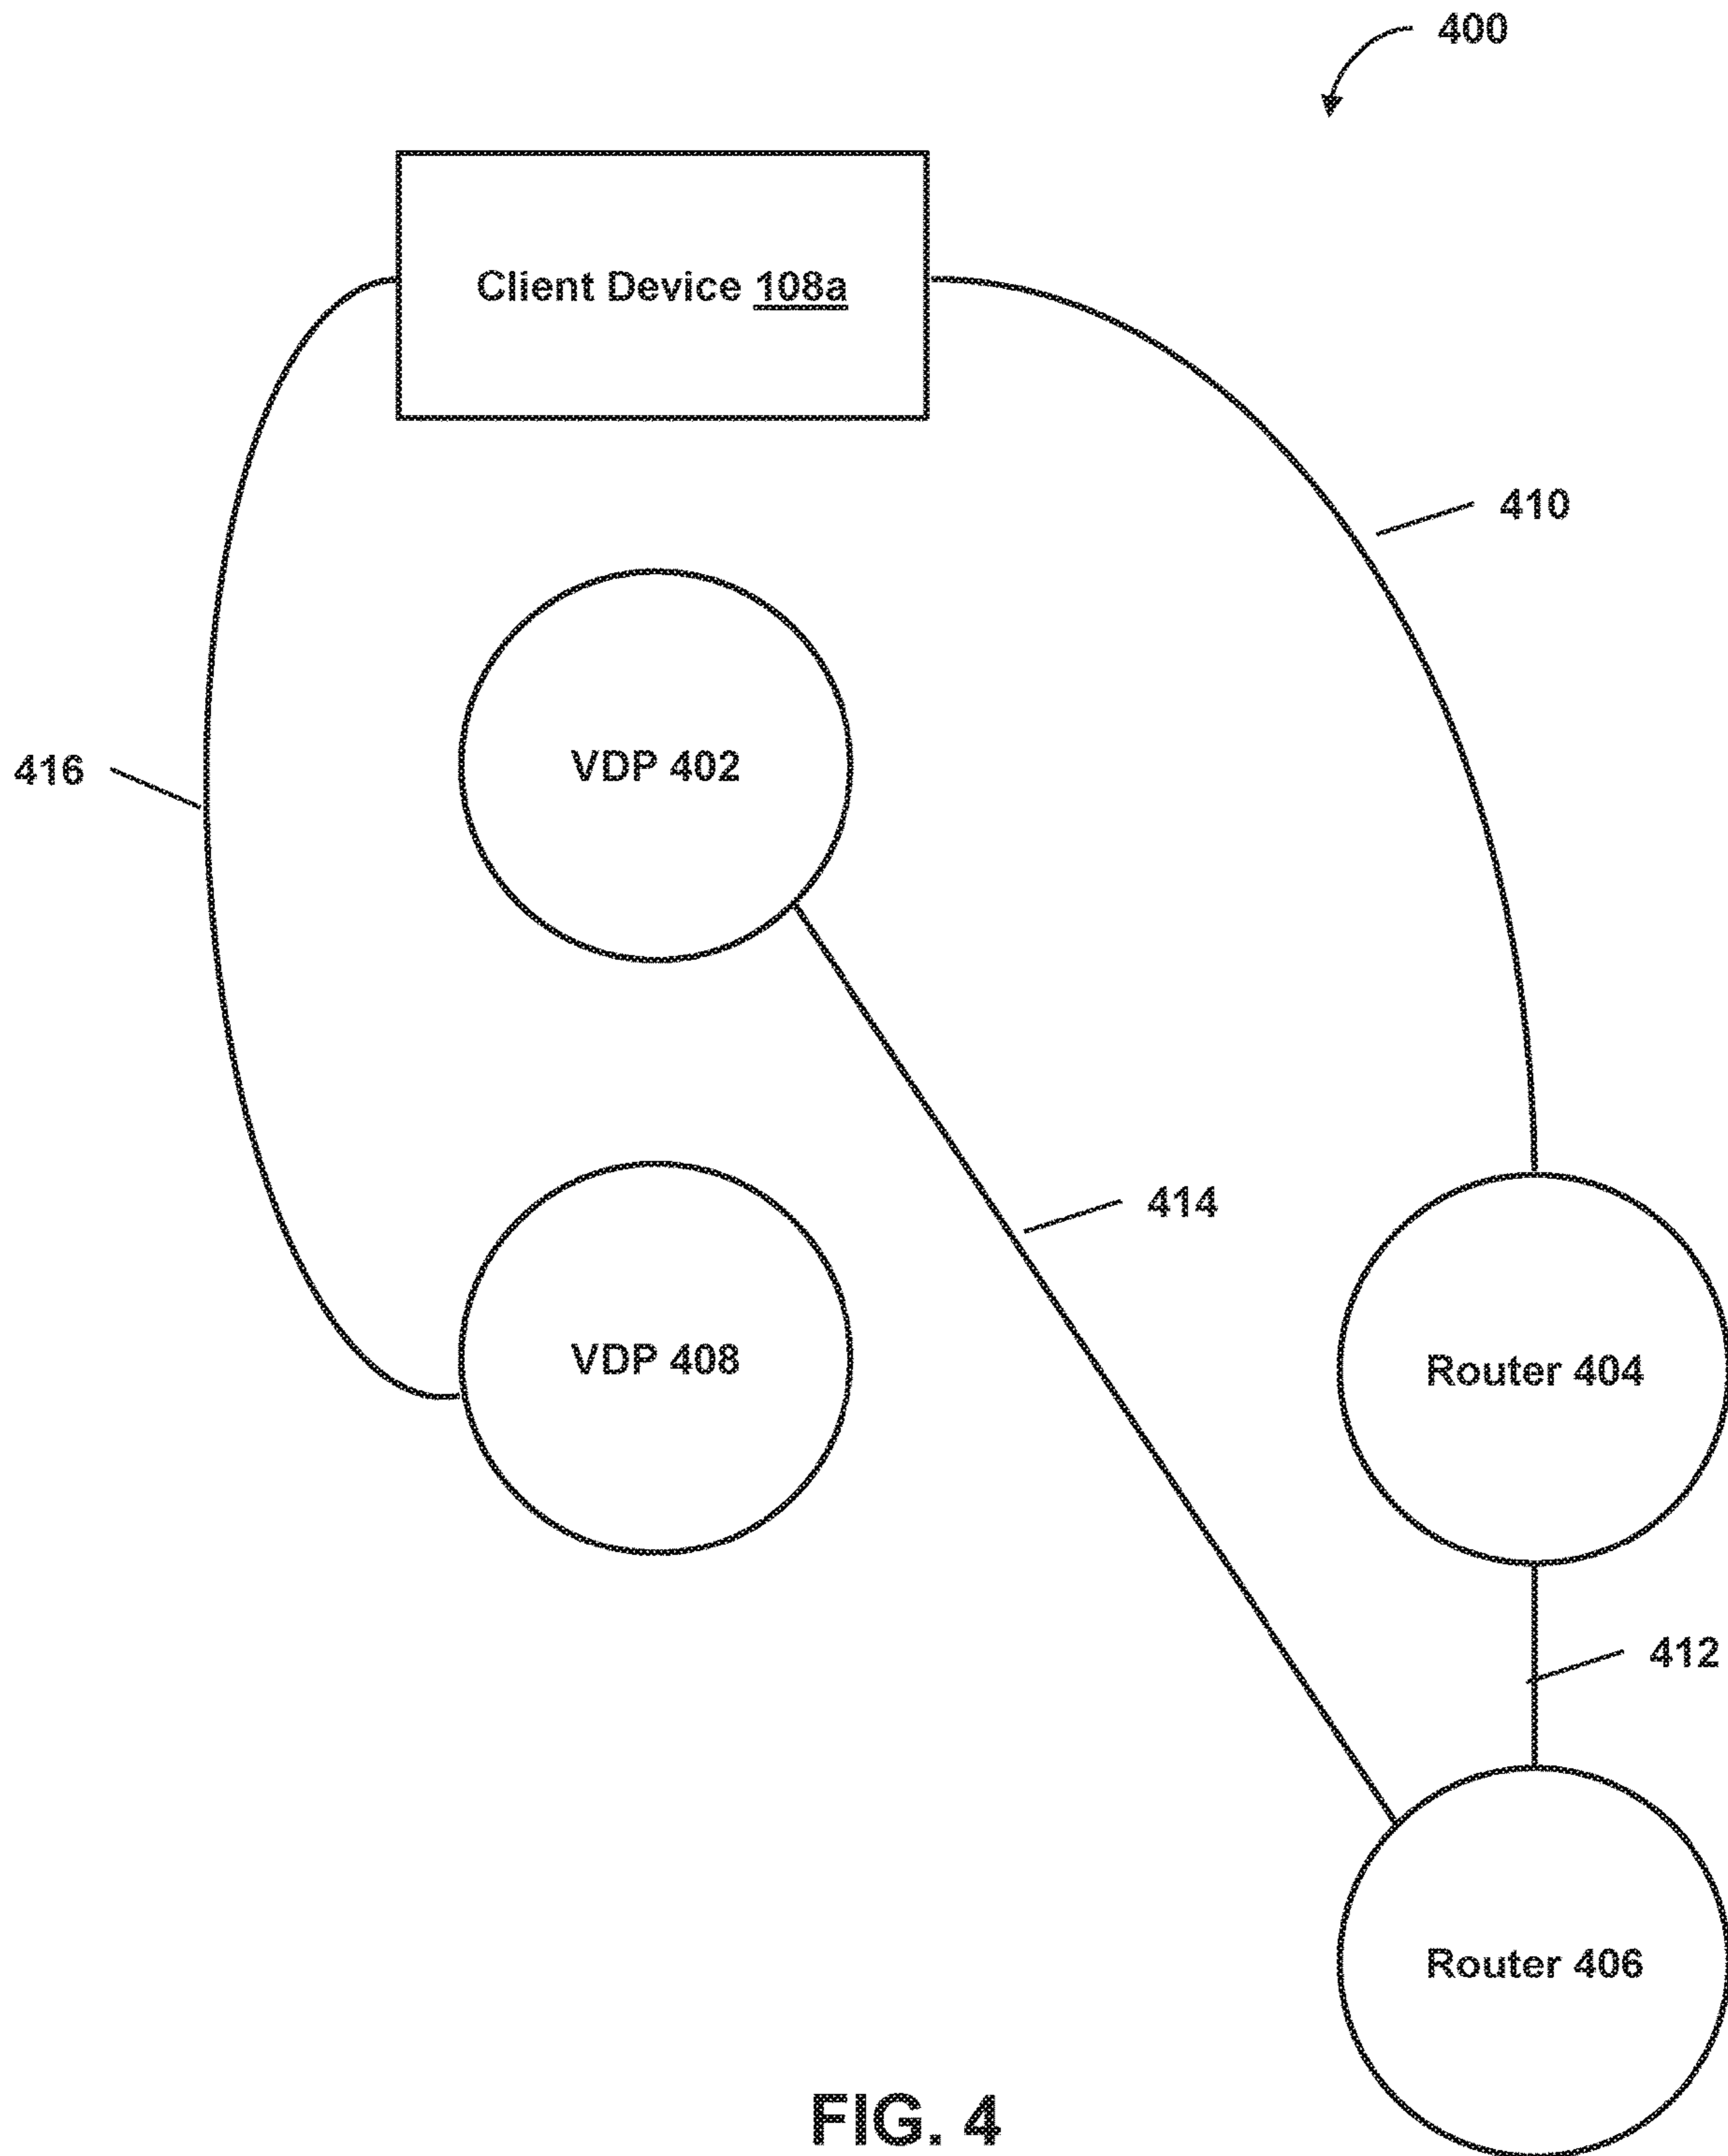 400
Client Device 108a
410
VDP 402
416
414
VDP 408
Router 404
412
Router 406
FIG. 4